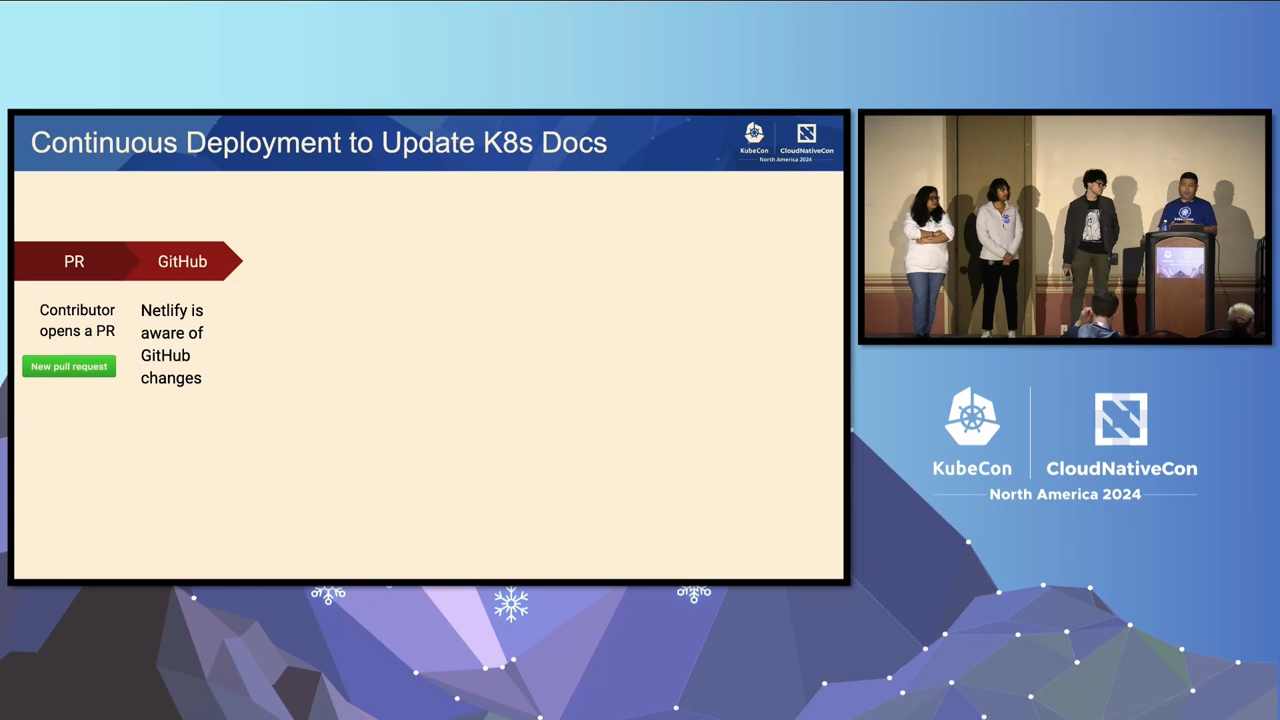 Continuous Deployment to Update K8s Docs
KubeCon
CloudNativeCon
North America 2024
PR
GitHub
Contributor
opens a PR
New pull request
Netlify is
aware of
GitHub
changes
KubeCon
CloudNativeCon
North America 2024